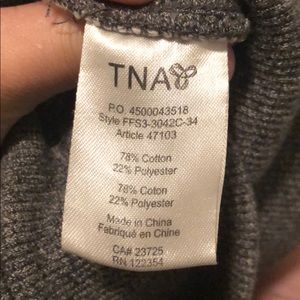 TNA
P.O. 4500043518
Style FFS3-3042C-34
Article 47103
78% Cotton
22% Polyester
78% Coton
22% Polyester
Made in China
Fabriqué en Chine
CA# 23725
RN 122354